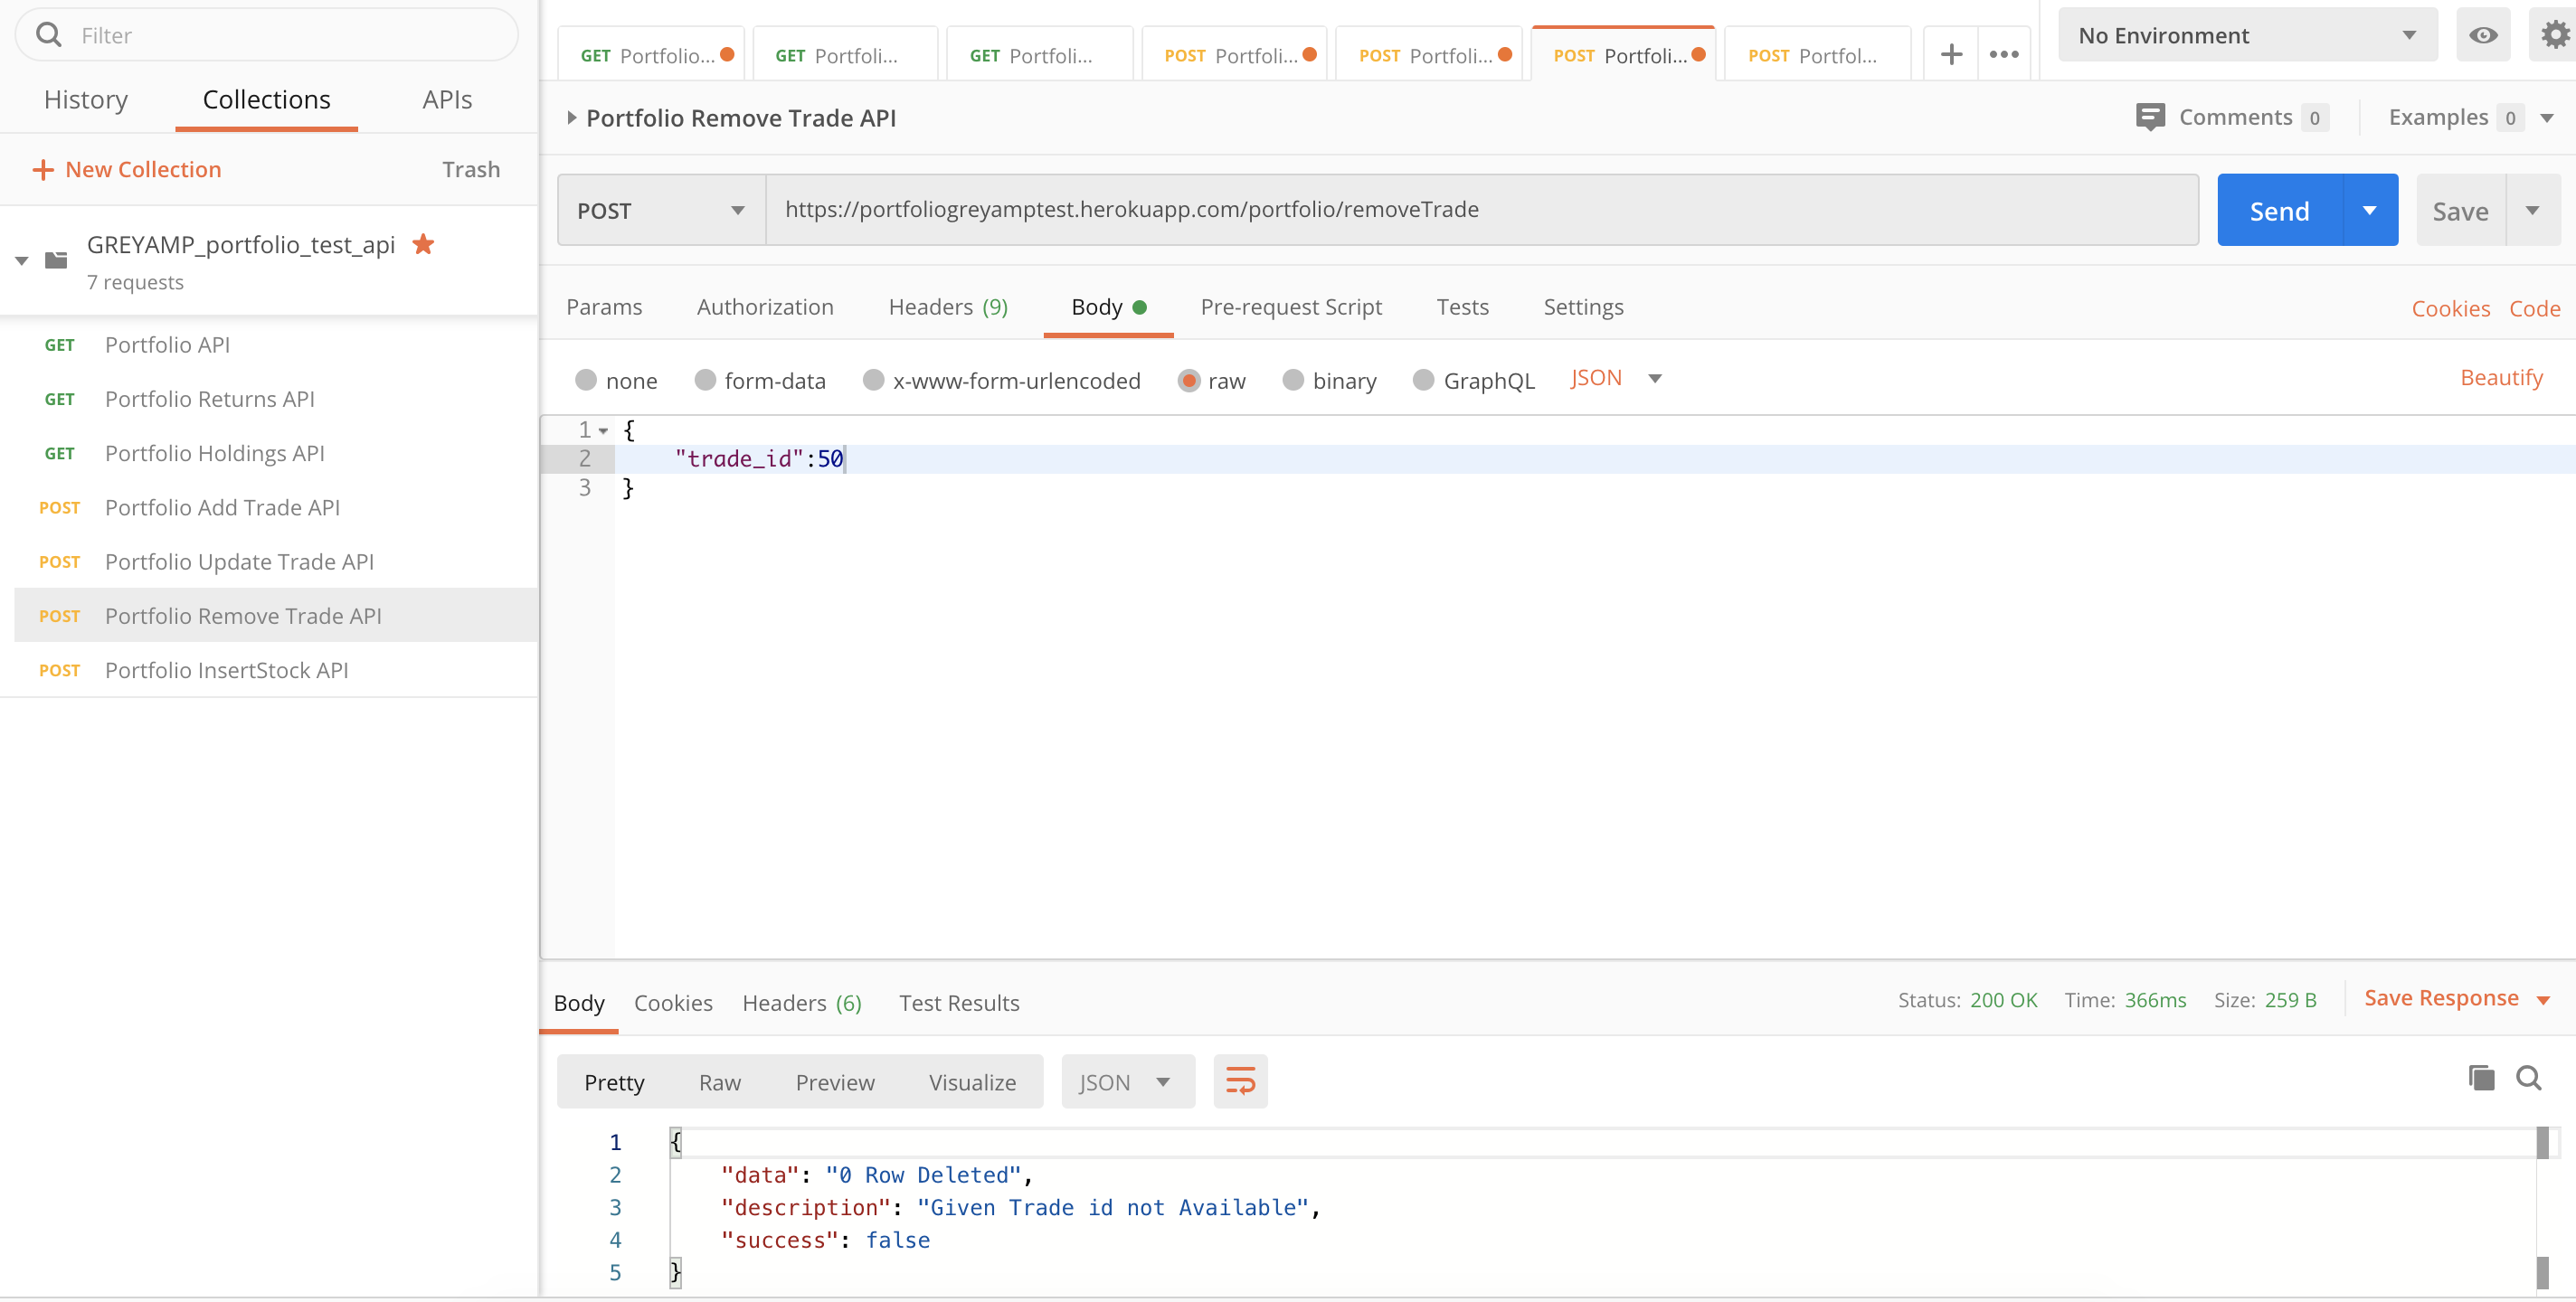 Filter
History Collections APIs
+ New Collection Trash
GREYAMP_portfolio_test_api
7 requests
GET Portfolio API
GET Portfolio Returns API
GET Portfolio Holdings API
POST Portfolio Add Trade API
POST Portfolio Update Trade API
POST Portfolio Remove Trade API
POST Portfolio InsertStock API
GET Portfolio... GET Portfoli... GET Portfoli... POST Portfoli... POST Portfoli... POST Portfoli... POST Portfol... + ••• No Environment
Portfolio Remove Trade API Comments 0 Examples 0
POST https://portfoliogreyamptest.herokuapp.com/portfolio/removeTrade Send Save
Params Authorization Headers (9) Body Pre-request Script Tests Settings Cookies Code
none form-data x-www-form-urlencoded raw binary GraphQL JSON Beautify
1 {
2 "trade_id":50
3 }
Body Cookies Headers (6) Test Results Status: 200 OK Time: 366ms Size: 259 B Save Response
Pretty Raw Preview Visualize JSON
1 {
2 "data": "0 Row Deleted",
3 "description": "Given Trade id not Available",
4 "success": false
5 }